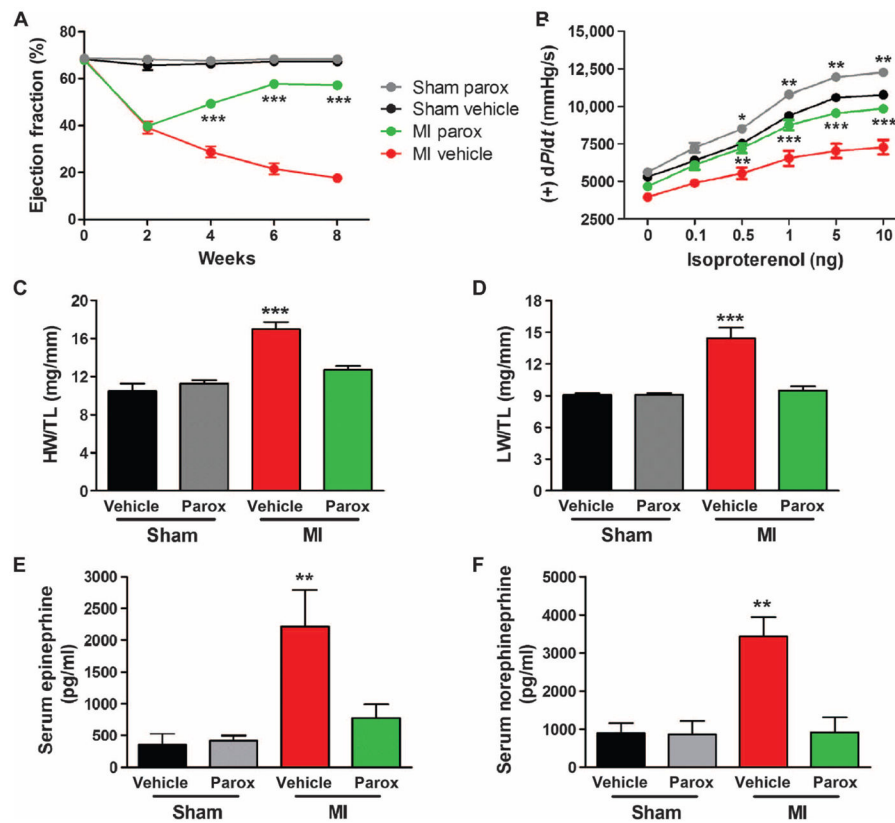 A
Ejection fraction (%)
80
60
40
20
0
0 2 4 6 8
Weeks
*** *** ***
Sham parox
Sham vehicle
MI parox
MI vehicle
B
(+) dP/dt (mmHg/s)
15,000
12,500
10,000
7500
5000
2500
* ** ** **
** *** *** ***
0 0.1 0.5 1 5 10
Isoproterenol (ng)
C
HW/TL (mg/mm)
20
16
12
8
4
0
***
Vehicle Parox Vehicle Parox
Sham MI
D
LW/TL (mg/mm)
18
15
12
9
6
3
0
***
Vehicle Parox Vehicle Parox
Sham MI
E
Serum epineprhine
(pg/ml)
3000
2500
2000
1500
1000
500
0
**
Vehicle Parox Vehicle Parox
Sham MI
F
Serum norephineprhine
(pg/ml)
5000
4000
3000
2000
1000
0
**
Vehicle Parox Vehicle Parox
Sham MI